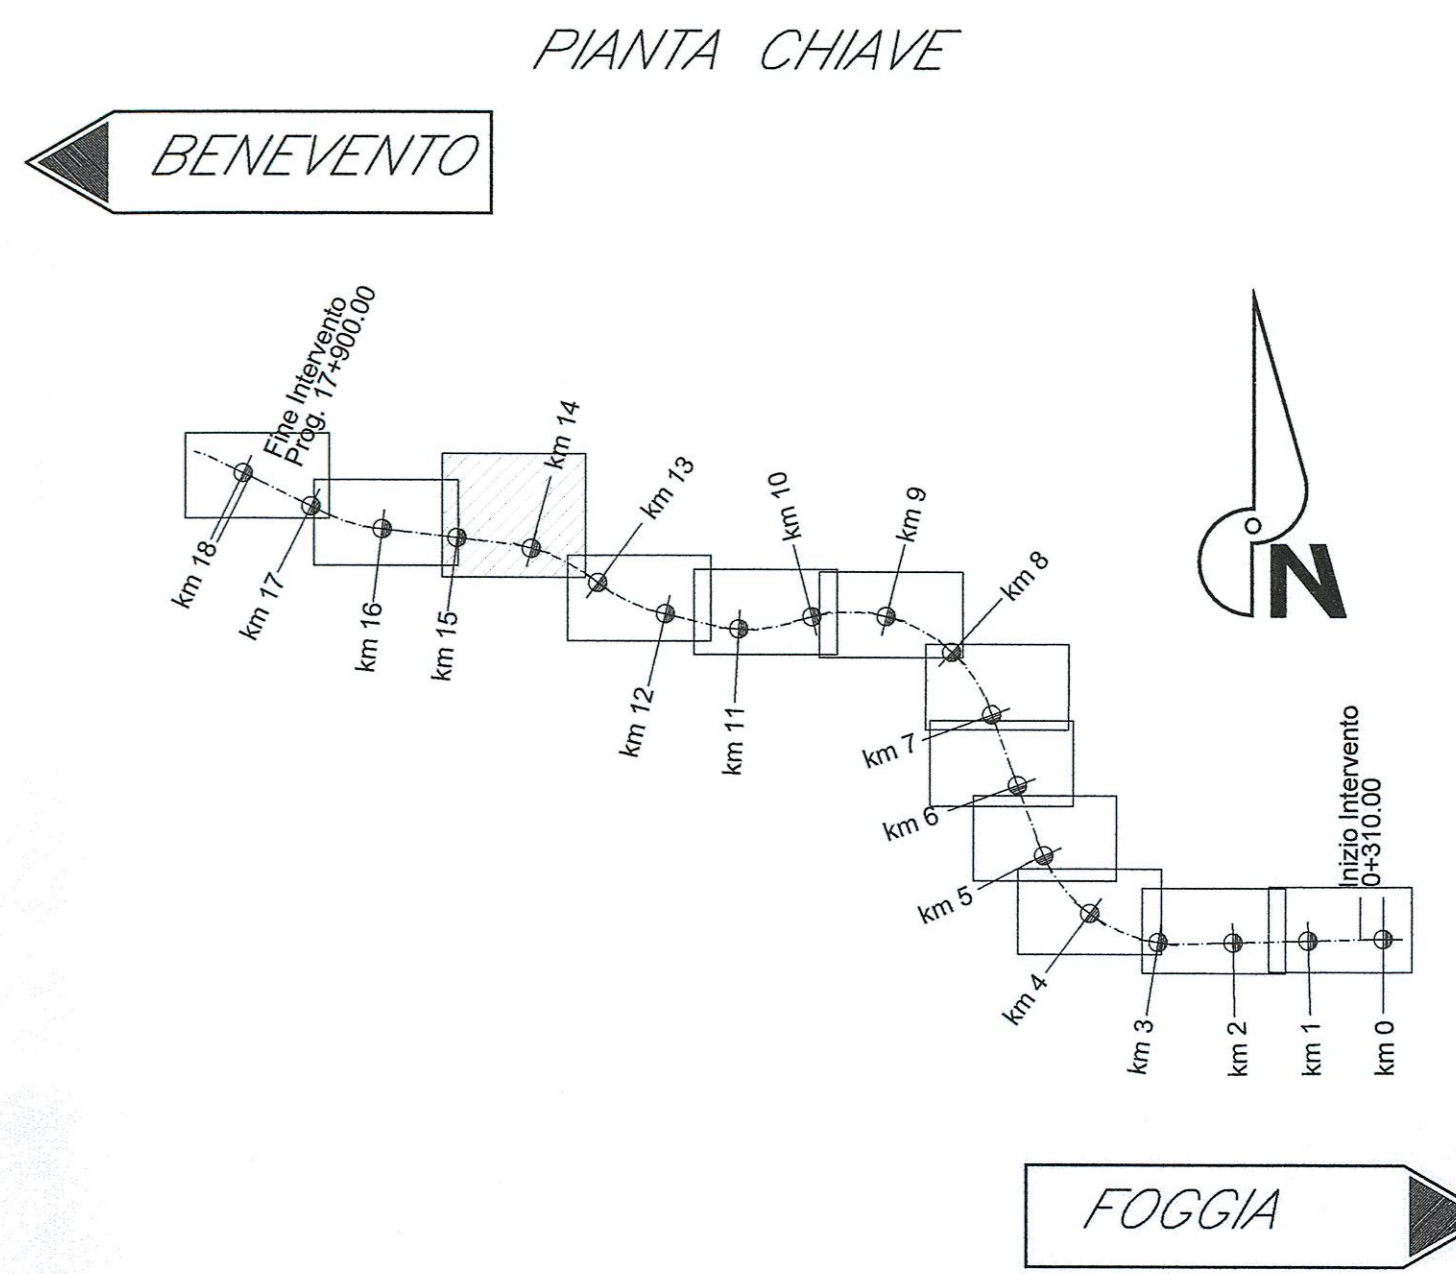 PIANTA CHIAVE
BENEVENTO
Fine Intervento
Prog. 17+900.00
km 18
km 17
km 16
km 15
km 14
km 13
km 12
km 11
km 10
km 9
km 8
km 7
km 6
km 5
km 4
km 3
km 2
km 1
km 0
Inizio Intervento
0+310.00
N
FOGGIA